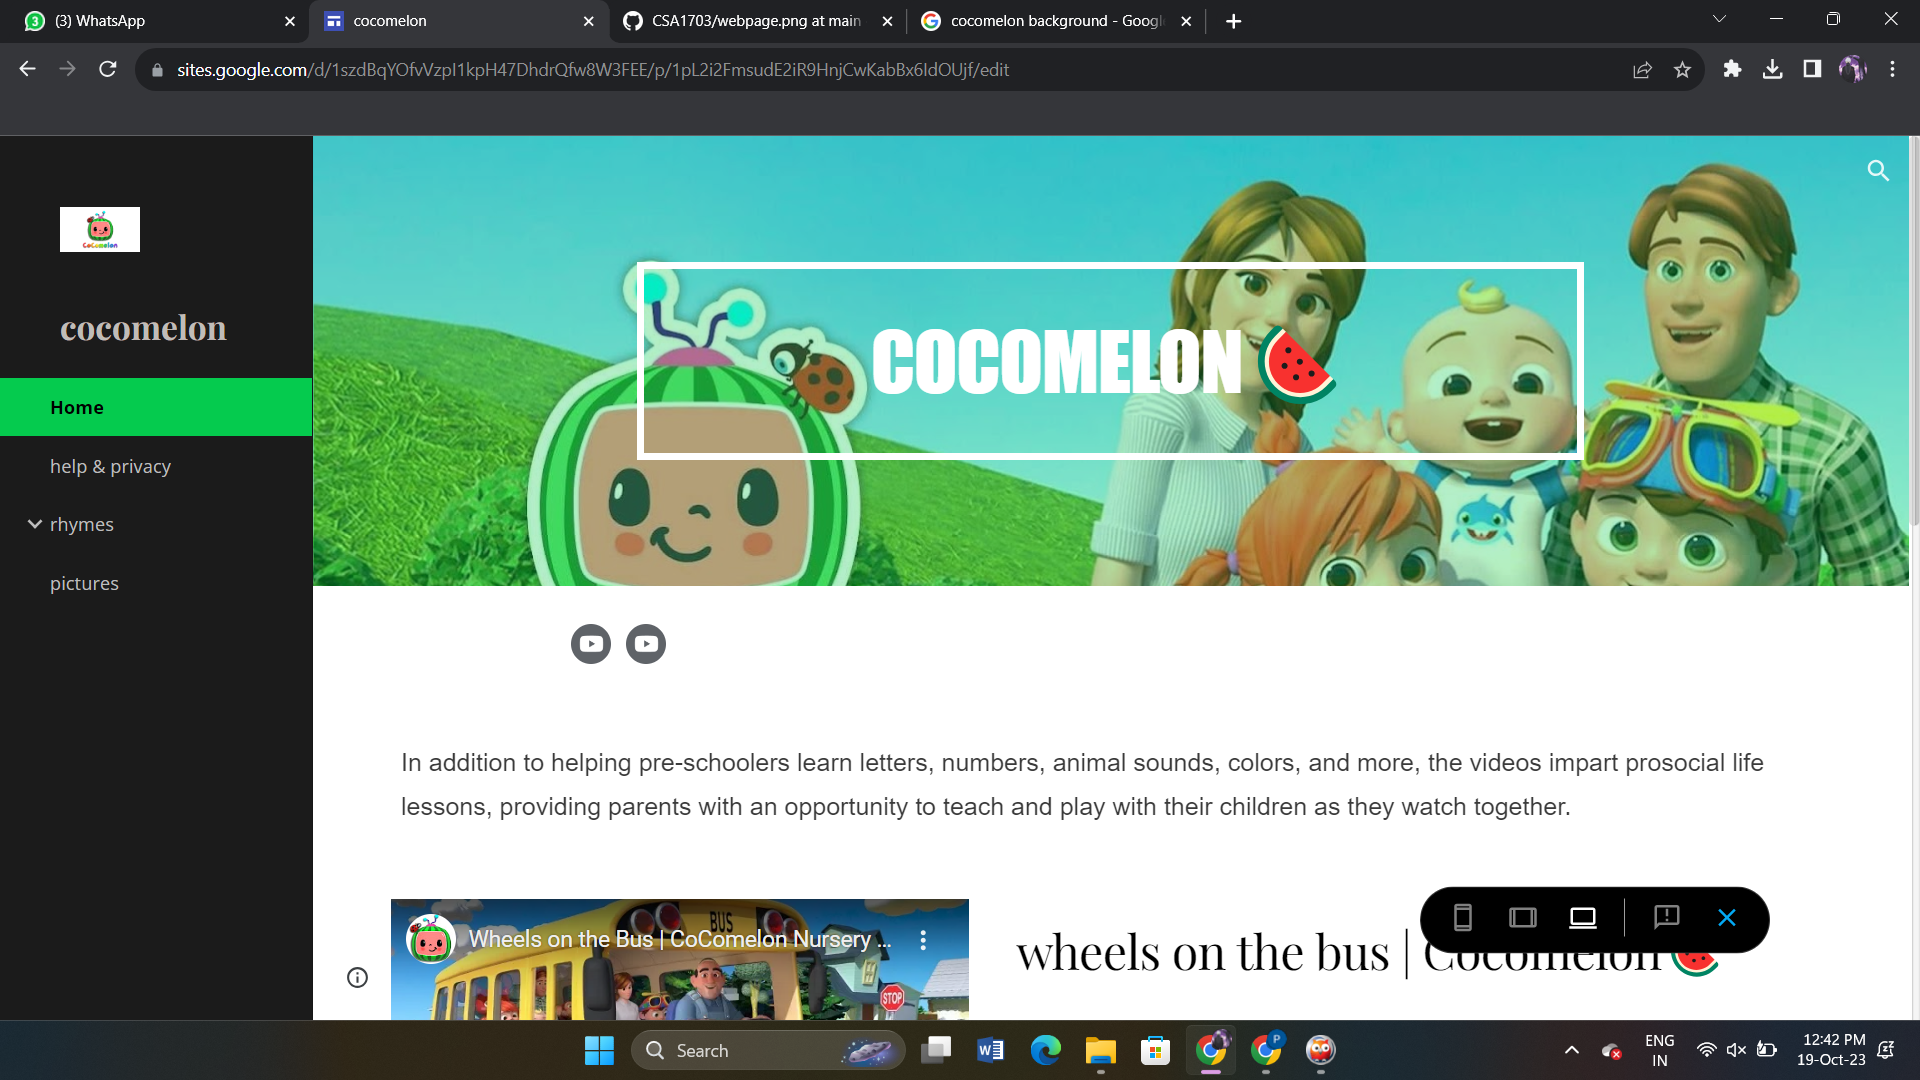 (3) WhatsApp
cocomelon
CSA1703/webpage.png at main
cocomelon background - Googl
sites.google.com/d/1szdBqYOfvVzpI1kpH47DhdrQfw8W3FEE/p/1pL2i2FmsudE2iR9HnjCwKabBx6IdOUjf/edit
CoComelon
cocomelon
Home
help & privacy
rhymes
pictures
COCOMELON
In addition to helping pre-schoolers learn letters, numbers, animal sounds, colors, and more, the videos impart prosocial life
lessons, providing parents with an opportunity to teach and play with their children as they watch together.
BUS
Wheels on the Bus | CoComelon Nursery ...
STOP
wheels on the bus | Cocomelon
Search
P
ENG
IN
12:42 PM
19-Oct-23